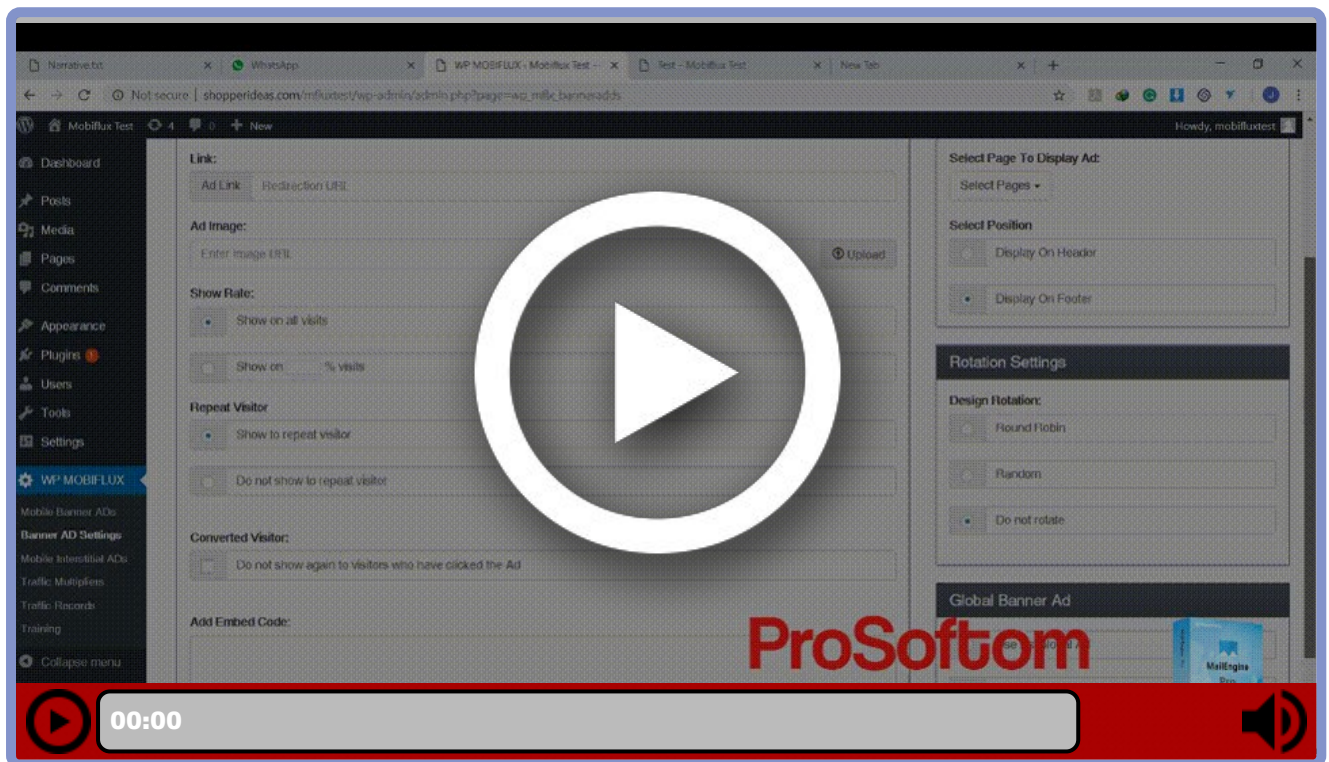 Narrative.txt
WhatsApp
WP MOBIFLUX - Mobiflux Test -
Test – Mobiflux Test
New Tab
Not secure | shopperideas.com/mfluxtest/wp-admin/admin.php?page=wp_mflx_banneradds
Mobiflux Test 4 0 + New
Howdy, mobifluxtest
Dashboard
Posts
Media
Pages
Comments
Appearance
Plugins
Users
Tools
Settings
WP MOBIFLUX
Mobile Banner ADs
Banner AD Settings
Mobile Interstitial ADs
Traffic Multipliers
Traffic Records
Training
Collapse menu
Link:
Ad Link Redirection URL
Ad Image:
Enter Image URL
Upload
Show Rate:
Show on all visits
Show on % visits
Repeat Visitor
Show to repeat visitor
Do not show to repeat visitor
Converted Visitor:
Do not show again to visitors who have clicked the Ad
Add Embed Code:
Select Page To Display Ad:
Select Pages
Select Position
Display On Header
Display On Footer
Rotation Settings
Design Rotation:
Round Robin
Random
Do not rotate
Global Banner Ad
ProSoftom
MailEngine
Pro
00:00